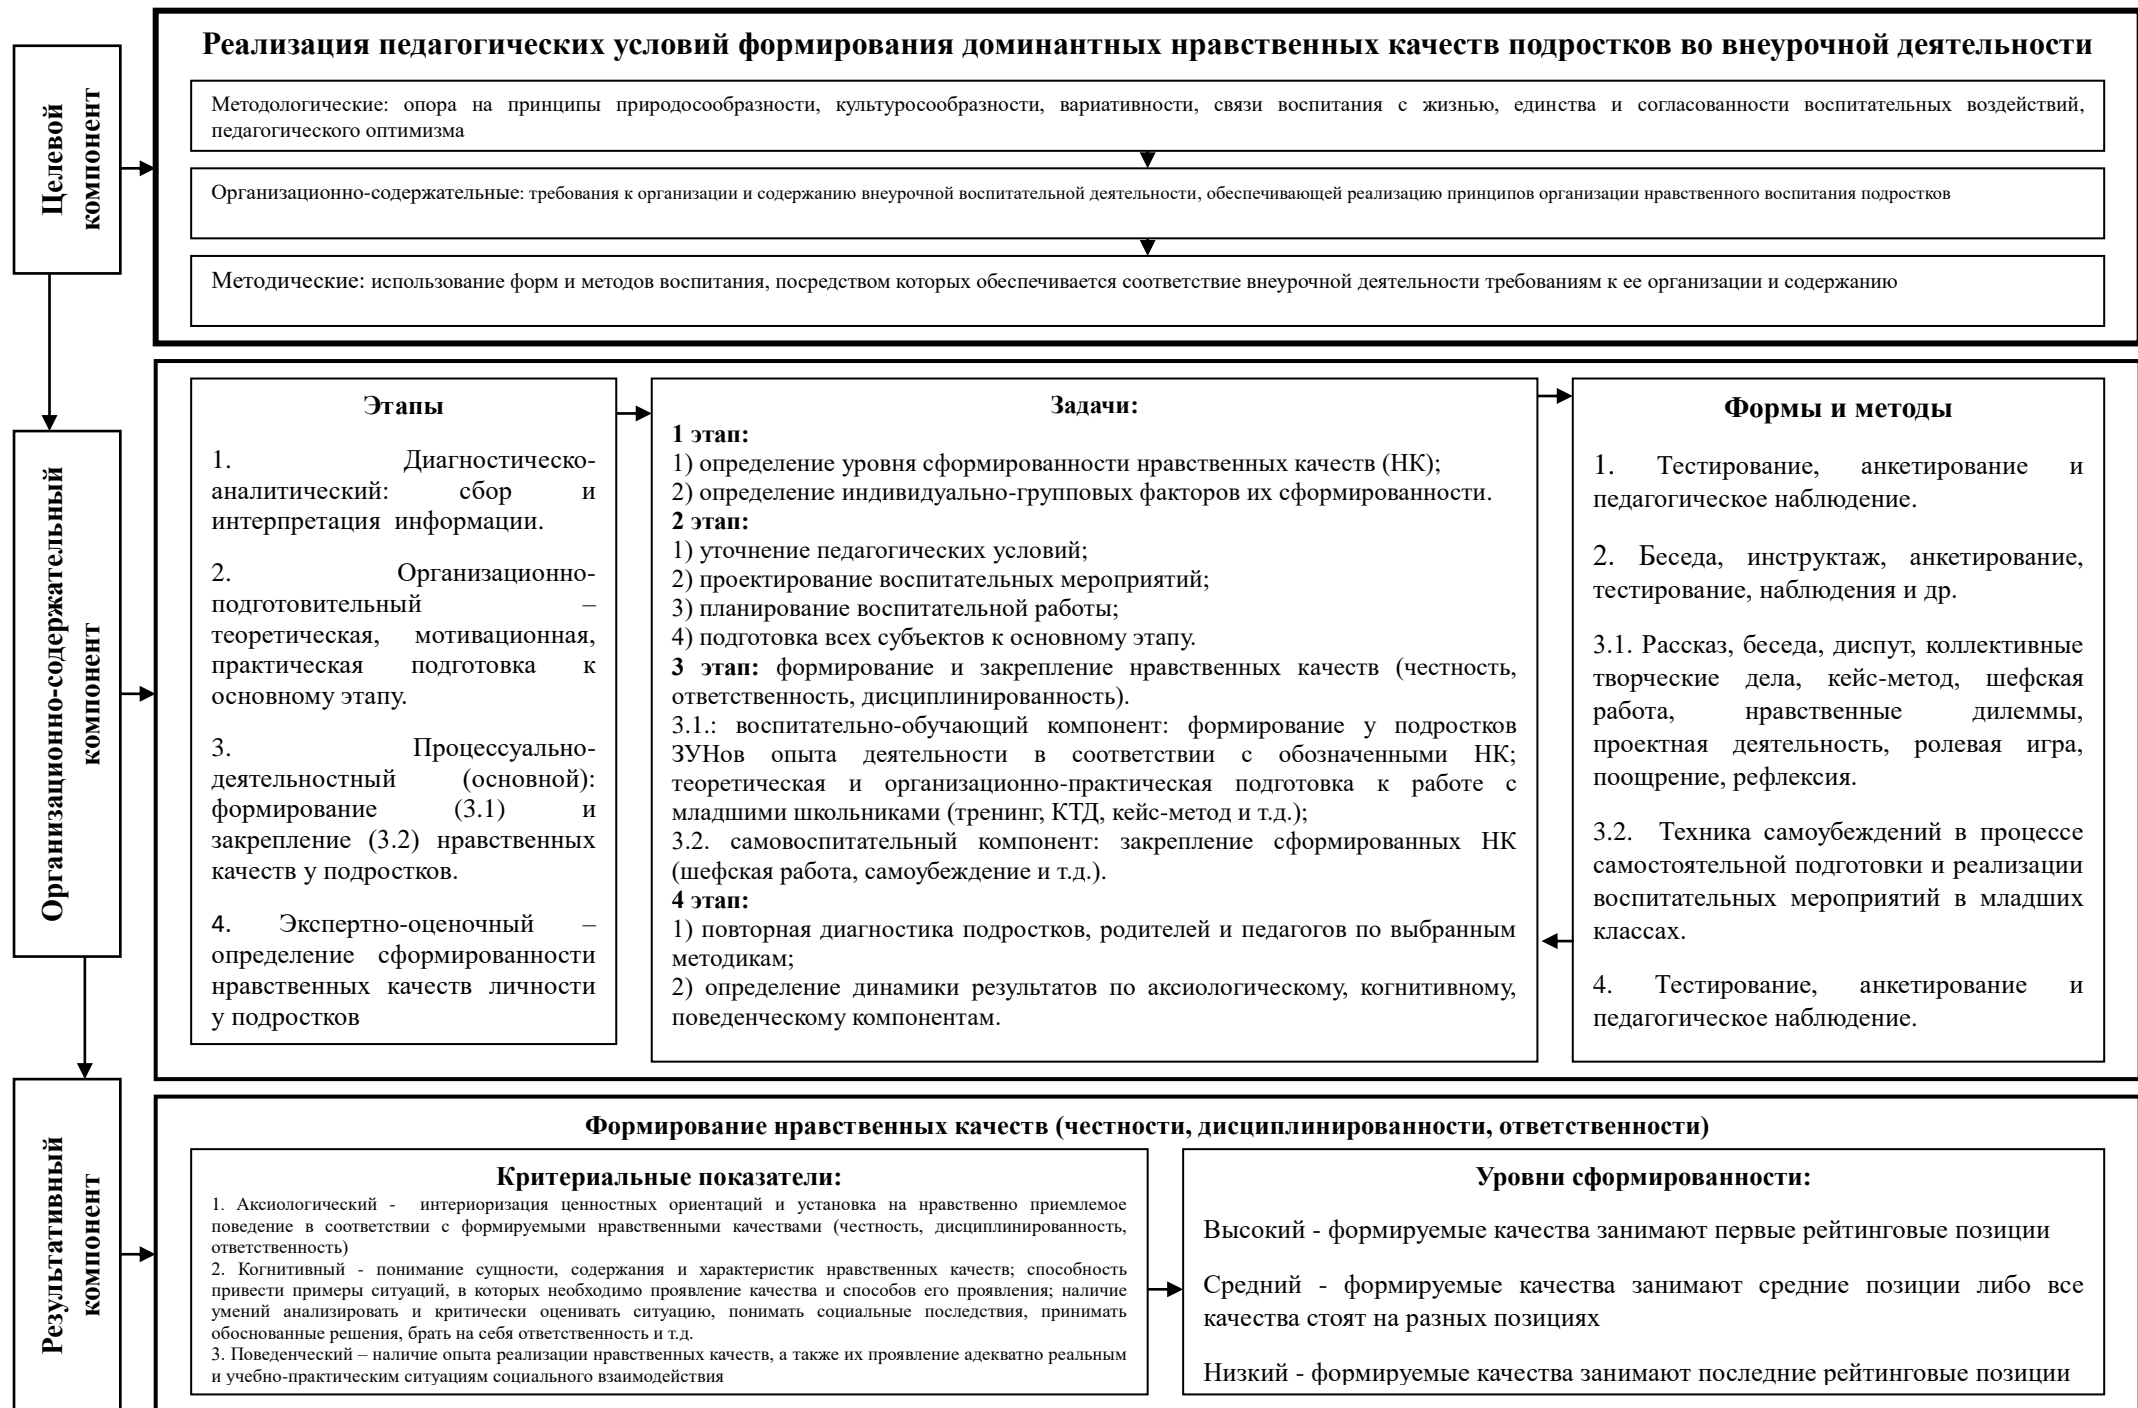 Целевой
компонент
Реализация педагогических условий формирования доминантных нравственных качеств подростков во внеурочной деятельности
Методологические: опора на принципы природосообразности, культуросообразности, вариативности, связи воспитания с жизнью, единства и согласованности воспитательных воздействий,
педагогического оптимизма
Организационно-содержательные: требования к организации и содержанию внеурочной воспитательной деятельности, обеспечивающей реализацию принципов организации нравственного воспитания подростков
Методические: использование форм и методов воспитания, посредством которых обеспечивается соответствие внеурочной деятельности требованиям к ее организации и содержанию
Организационно-содержательный
компонент
Этапы
1. Диагностическо-
аналитический: сбор и
интерпретация информации.
2. Организационно-
подготовительный –
теоретическая, мотивационная,
практическая подготовка к
основному этапу.
3. Процессуально-
деятельностный (основной):
формирование (3.1) и
закрепление (3.2) нравственных
качеств у подростков.
4. Экспертно-оценочный –
определение сформированности
нравственных качеств личности
у подростков
Задачи:
1 этап:
1) определение уровня сформированности нравственных качеств (НК);
2) определение индивидуально-групповых факторов их сформированности.
2 этап:
1) уточнение педагогических условий;
2) проектирование воспитательных мероприятий;
3) планирование воспитательной работы;
4) подготовка всех субъектов к основному этапу.
3 этап: формирование и закрепление нравственных качеств (честность,
ответственность, дисциплинированность).
3.1.: воспитательно-обучающий компонент: формирование у подростков
ЗУНов опыта деятельности в соответствии с обозначенными НК;
теоретическая и организационно-практическая подготовка к работе с
младшими школьниками (тренинг, КТД, кейс-метод и т.д.);
3.2. самовоспитательный компонент: закрепление сформированных НК
(шефская работа, самоубеждение и т.д.).
4 этап:
1) повторная диагностика подростков, родителей и педагогов по выбранным
методикам;
2) определение динамики результатов по аксиологическому, когнитивному,
поведенческому компонентам.
Формы и методы
1. Тестирование, анкетирование и
педагогическое наблюдение.
2. Беседа, инструктаж, анкетирование,
тестирование, наблюдения и др.
3.1. Рассказ, беседа, диспут, коллективные
творческие дела, кейс-метод, шефская
работа, нравственные дилеммы,
проектная деятельность, ролевая игра,
поощрение, рефлексия.
3.2. Техника самоубеждений в процессе
самостоятельной подготовки и реализации
воспитательных мероприятий в младших
классах.
4. Тестирование, анкетирование и
педагогическое наблюдение.
Результативный
компонент
Формирование нравственных качеств (честности, дисциплинированности, ответственности)
Критериальные показатели:
1. Аксиологический - интериоризация ценностных ориентаций и установка на нравственно приемлемое
поведение в соответствии с формируемыми нравственными качествами (честность, дисциплинированность,
ответственность)
2. Когнитивный - понимание сущности, содержания и характеристик нравственных качеств; способность
привести примеры ситуаций, в которых необходимо проявление качества и способов его проявления; наличие
умений анализировать и критически оценивать ситуацию, понимать социальные последствия, принимать
обоснованные решения, брать на себя ответственность и т.д.
3. Поведенческий – наличие опыта реализации нравственных качеств, а также их проявление адекватно реальным
и учебно-практическим ситуациям социального взаимодействия
Уровни сформированности:
Высокий - формируемые качества занимают первые рейтинговые позиции
Средний - формируемые качества занимают средние позиции либо все
качества стоят на разных позициях
Низкий - формируемые качества занимают последние рейтинговые позиции